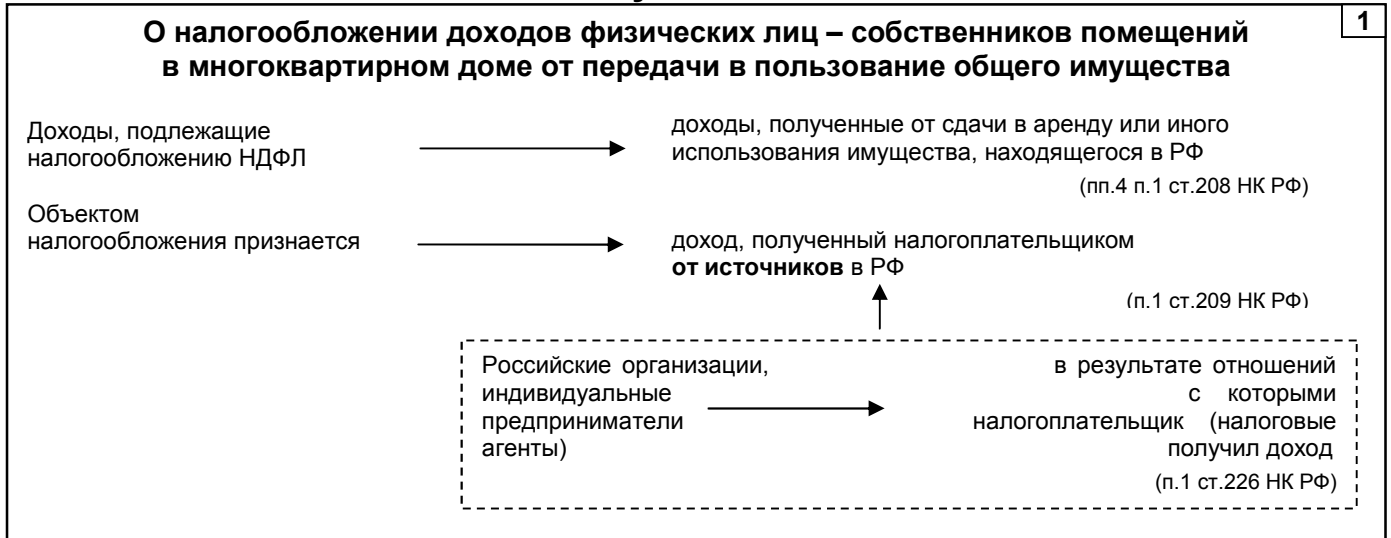 1
О налогообложении доходов физических лиц – собственников помещений
в многоквартирном доме от передачи в пользование общего имущества
Доходы, подлежащие
налогообложению НДФЛ
доходы, полученные от сдачи в аренду или иного
использования имущества, находящегося в РФ
(пп.4 п.1 ст.208 НК РФ)
Объектом
налогообложения признается
доход, полученный налогоплательщиком
от источников в РФ
(п.1 ст.209 НК РФ)
Российские организации,
индивидуальные
предприниматели
агенты)
в результате отношений
с которыми
налогоплательщик (налоговые
получил доход
(п.1 ст.226 НК РФ)